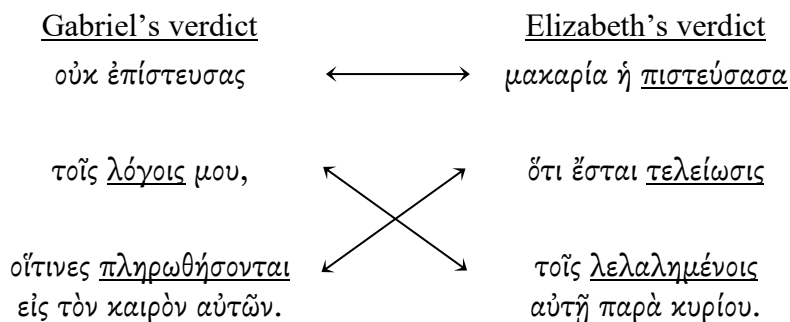 Gabriel’s verdict Elizabeth’s verdict
οὐκ ἐπίστευσας μακαρία ἡ πιστεύσασα
τοῖς λόγοις μου, ὅτι ἔσται τελείωσις
οἵτινες πληρωθήσονται τοῖς λελαλημένοις
εἰς τὸν καιρὸν αὐτῶν. αὐτῇ παρὰ κυρίου.